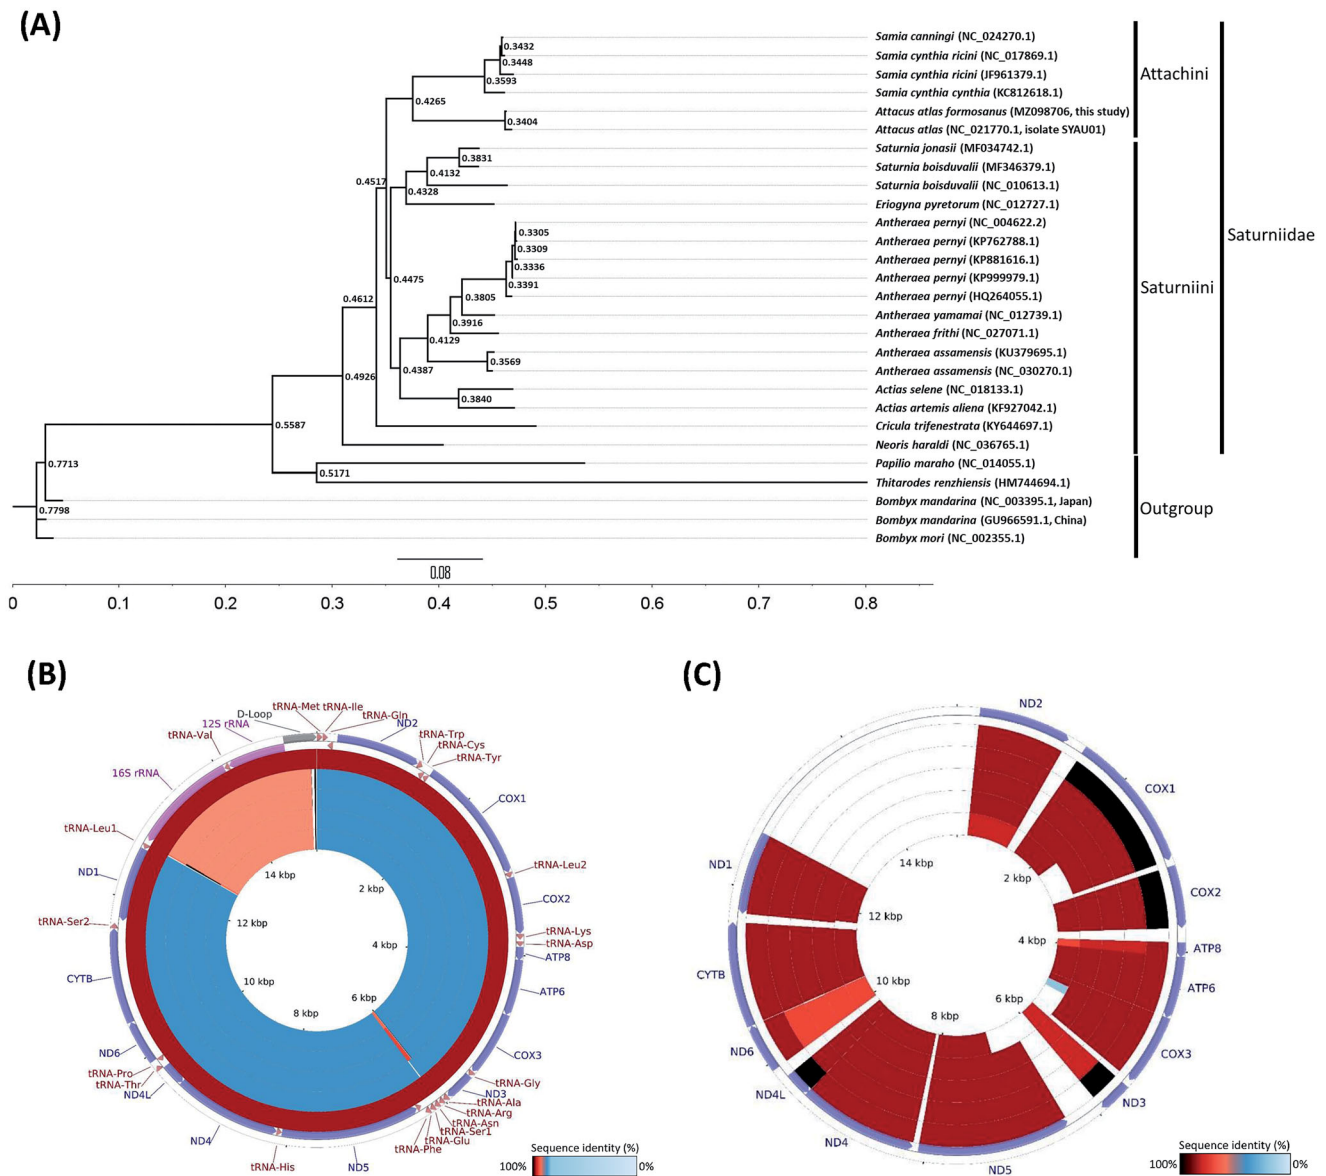 (A)
Samia canningi (NC_024270.1)
Samia cynthia ricini (NC_017869.1)
Samia cynthia ricini (JF961379.1)
Samia cynthia cynthia (KC812618.1)
Attacus atlas formosanus (MZ098706, this study)
Attacus atlas (NC_021770.1, isolate SYAU01)
Saturnia jonasii (MF034742.1)
Saturnia boisduvalii (MF346379.1)
Saturnia boisduvalii (NC_010613.1)
Eriogyna pyretorum (NC_012727.1)
Antheraea pernyi (NC_004622.2)
Antheraea pernyi (KP762788.1)
Antheraea pernyi (KP881616.1)
Antheraea pernyi (KP999979.1)
Antheraea pernyi (HQ264055.1)
Antheraea yamamai (NC_012739.1)
Antheraea frithi (NC_027071.1)
Antheraea assamensis (KU379695.1)
Antheraea assamensis (NC_030270.1)
Actias selene (NC_018133.1)
Actias artemis aliena (KF927042.1)
Cricula trifenestrata (KY644697.1)
Neoris haraldi (NC_036765.1)
Papilio maraho (NC_014055.1)
Thitarodes renzhiensis (HM744694.1)
Bombyx mandarina (NC_003395.1, Japan)
Bombyx mandarina (GU966591.1, China)
Bombyx mori (NC_002355.1)
0.3432
0.3448
0.3593
0.4265
0.3404
0.3831
0.4132
0.4517
0.4328
0.3305
0.3309
0.3336
0.3391
0.4475
0.3805
0.4612
0.3916
0.4129
0.3569
0.4387
0.4926
0.3840
0.5587
0.7713
0.5171
0.7798
Attachini
Saturniini
Saturniidae
Outgroup
0.08
0 0.1 0.2 0.3 0.4 0.5 0.6 0.7 0.8
(B)
D-Loop
tRNA-Met
tRNA-Ile
tRNA-Gln
ND2
tRNA-Trp
tRNA-Cys
tRNA-Tyr
COX1
tRNA-Leu2
COX2
tRNA-Lys
tRNA-Asp
ATP8
ATP6
COX3
tRNA-Gly
ND3
tRNA-Ala
tRNA-Arg
tRNA-Asn
tRNA-Ser1
tRNA-Glu
tRNA-Phe
ND5
tRNA-His
ND4
ND4L
tRNA-Thr
tRNA-Pro
ND6
CYTB
tRNA-Ser2
ND1
tRNA-Leu1
16S rRNA
tRNA-Val
12S rRNA
2 kbp
4 kbp
6 kbp
8 kbp
10 kbp
12 kbp
14 kbp
Sequence identity (%)
100%
0%
(C)
ND2
COX1
COX2
ATP8
ATP6
COX3
ND3
ND5
ND4
ND4L
ND6
CYTB
ND1
2 kbp
4 kbp
6 kbp
8 kbp
10 kbp
12 kbp
14 kbp
Sequence identity (%)
100%
0%